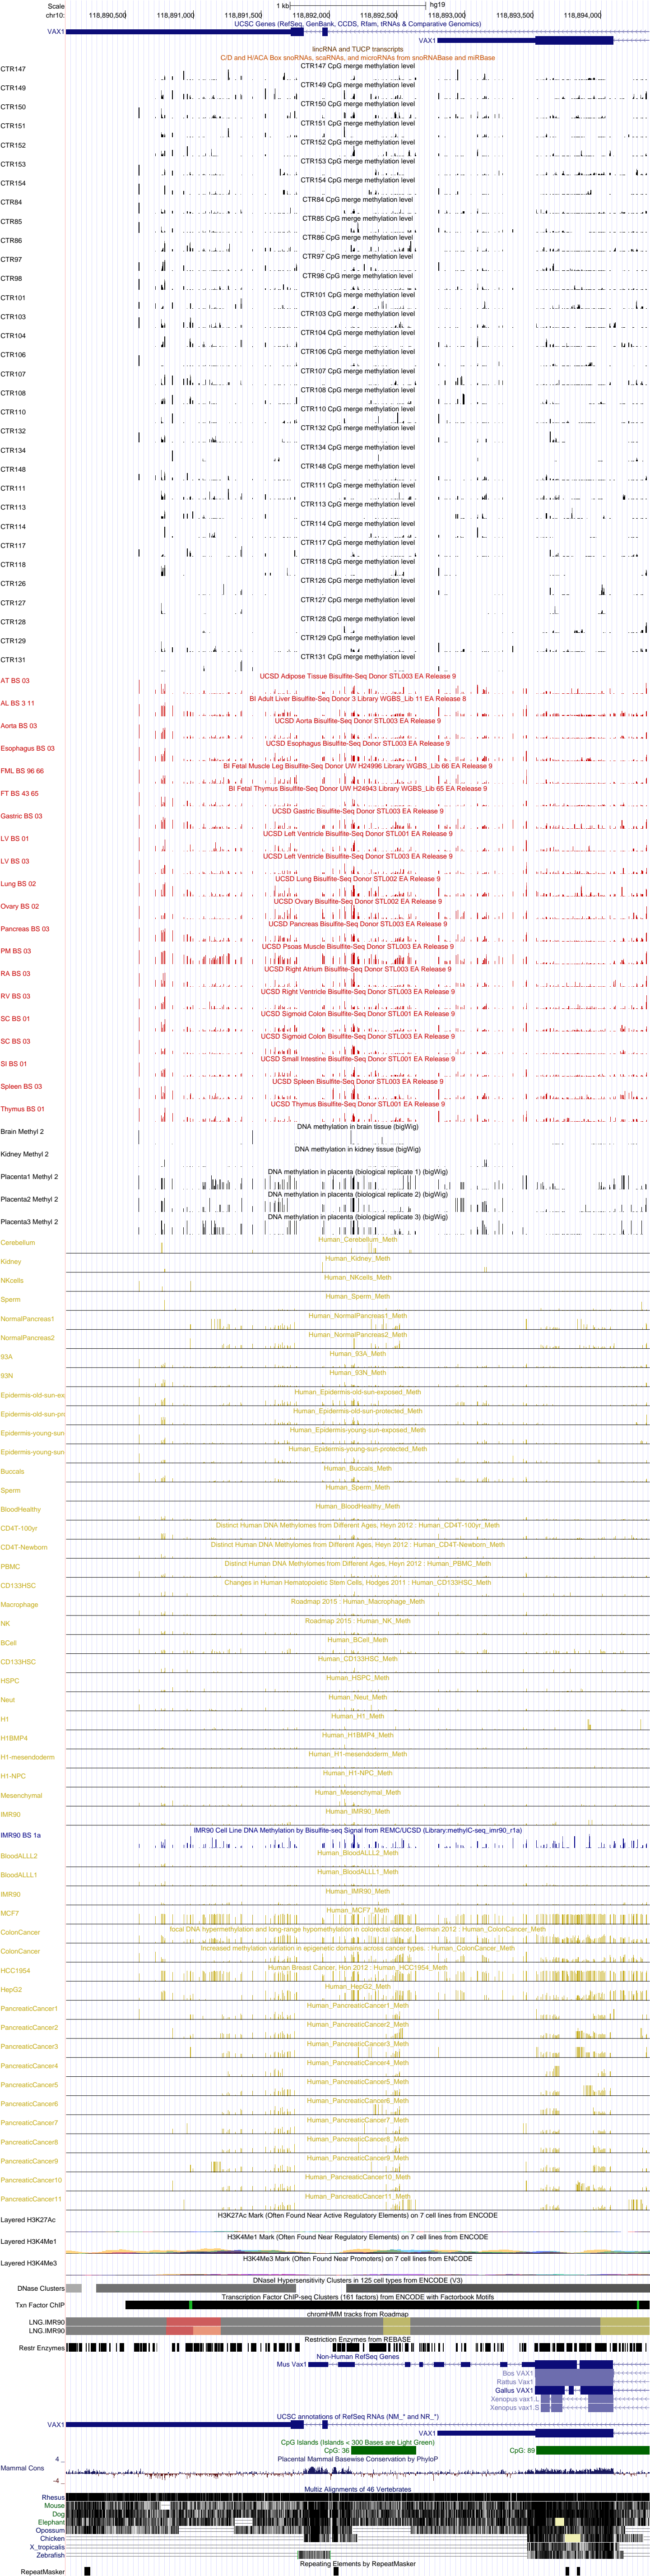 Scale 1 kb hg19
chr10: 118,890,500 118,891,000 118,891,500 118,892,000 118,892,500 118,893,000 118,893,500 118,894,000
UCSC Genes (RefSeq, GenBank, CCDS, Rfam, tRNAs & Comparative Genomics)
VAX1
VAX1
lincRNA and TUCP transcripts
C/D and H/ACA Box snoRNAs, scaRNAs, and microRNAs from snoRNABase and miRBase
CTR147 CpG merge methylation level
CTR147
CTR149 CpG merge methylation level
CTR149
CTR150 CpG merge methylation level
CTR150
CTR151 CpG merge methylation level
CTR151
CTR152 CpG merge methylation level
CTR152
CTR153 CpG merge methylation level
CTR153
CTR154 CpG merge methylation level
CTR154
CTR84 CpG merge methylation level
CTR84
CTR85 CpG merge methylation level
CTR85
CTR86 CpG merge methylation level
CTR86
CTR97 CpG merge methylation level
CTR97
CTR98 CpG merge methylation level
CTR98
CTR101 CpG merge methylation level
CTR101
CTR103 CpG merge methylation level
CTR103
CTR104 CpG merge methylation level
CTR104
CTR106 CpG merge methylation level
CTR106
CTR107 CpG merge methylation level
CTR107
CTR108 CpG merge methylation level
CTR108
CTR110 CpG merge methylation level
CTR110
CTR132 CpG merge methylation level
CTR132
CTR134 CpG merge methylation level
CTR134
CTR148 CpG merge methylation level
CTR148
CTR111 CpG merge methylation level
CTR111
CTR113 CpG merge methylation level
CTR113
CTR114 CpG merge methylation level
CTR114
CTR117 CpG merge methylation level
CTR117
CTR118 CpG merge methylation level
CTR118
CTR126 CpG merge methylation level
CTR126
CTR127 CpG merge methylation level
CTR127
CTR128 CpG merge methylation level
CTR128
CTR129 CpG merge methylation level
CTR129
CTR131 CpG merge methylation level
CTR131
UCSD Adipose Tissue Bisulfite-Seq Donor STL003 EA Release 9
AT BS 03
BI Adult Liver Bisulfite-Seq Donor 3 Library WGBS_Lib 11 EA Release 8
AL BS 3 11
UCSD Aorta Bisulfite-Seq Donor STL003 EA Release 9
Aorta BS 03
UCSD Esophagus Bisulfite-Seq Donor STL003 EA Release 9
Esophagus BS 03
BI Fetal Muscle Leg Bisulfite-Seq Donor UW H24996 Library WGBS_Lib 66 EA Release 9
FML BS 96 66
BI Fetal Thymus Bisulfite-Seq Donor UW H24943 Library WGBS_Lib 65 EA Release 9
FT BS 43 65
UCSD Gastric Bisulfite-Seq Donor STL003 EA Release 9
Gastric BS 03
UCSD Left Ventricle Bisulfite-Seq Donor STL001 EA Release 9
LV BS 01
UCSD Left Ventricle Bisulfite-Seq Donor STL003 EA Release 9
LV BS 03
UCSD Lung Bisulfite-Seq Donor STL002 EA Release 9
Lung BS 02
UCSD Ovary Bisulfite-Seq Donor STL002 EA Release 9
Ovary BS 02
UCSD Pancreas Bisulfite-Seq Donor STL003 EA Release 9
Pancreas BS 03
UCSD Psoas Muscle Bisulfite-Seq Donor STL003 EA Release 9
PM BS 03
UCSD Right Atrium Bisulfite-Seq Donor STL003 EA Release 9
RA BS 03
UCSD Right Ventricle Bisulfite-Seq Donor STL003 EA Release 9
RV BS 03
UCSD Sigmoid Colon Bisulfite-Seq Donor STL001 EA Release 9
SC BS 01
UCSD Sigmoid Colon Bisulfite-Seq Donor STL003 EA Release 9
SC BS 03
UCSD Small Intestine Bisulfite-Seq Donor STL001 EA Release 9
SI BS 01
UCSD Spleen Bisulfite-Seq Donor STL003 EA Release 9
Spleen BS 03
UCSD Thymus Bisulfite-Seq Donor STL001 EA Release 9
Thymus BS 01
DNA methylation in brain tissue (bigWig)
Brain Methyl 2
DNA methylation in kidney tissue (bigWig)
Kidney Methyl 2
DNA methylation in placenta (biological replicate 1) (bigWig)
Placenta1 Methyl 2
DNA methylation in placenta (biological replicate 2) (bigWig)
Placenta2 Methyl 2
DNA methylation in placenta (biological replicate 3) (bigWig)
Placenta3 Methyl 2
Human_Cerebellum_Meth
Cerebellum
Human_Kidney_Meth
Kidney
Human_NKcells_Meth
NKcells
Human_Sperm_Meth
Sperm
Human_NormalPancreas1_Meth
NormalPancreas1
Human_NormalPancreas2_Meth
NormalPancreas2
Human_93A_Meth
93A
Human_93N_Meth
93N
Human_Epidermis-old-sun-exposed_Meth
Epidermis-old-sun-ex
Human_Epidermis-old-sun-protected_Meth
Epidermis-old-sun-pro
Human_Epidermis-young-sun-exposed_Meth
Epidermis-young-sun
Human_Epidermis-young-sun-protected_Meth
Epidermis-young-sun
Human_Buccals_Meth
Buccals
Human_Sperm_Meth
Sperm
Human_BloodHealthy_Meth
BloodHealthy
Distinct Human DNA Methylomes from Different Ages, Heyn 2012 : Human_CD4T-100yr_Meth
CD4T-100yr
Distinct Human DNA Methylomes from Different Ages, Heyn 2012 : Human_CD4T-Newborn_Meth
CD4T-Newborn
Distinct Human DNA Methylomes from Different Ages, Heyn 2012 : Human_PBMC_Meth
PBMC
Changes in Human Hematopoietic Stem Cells, Hodges 2011 : Human_CD133HSC_Meth
CD133HSC
Roadmap 2015 : Human_Macrophage_Meth
Macrophage
Roadmap 2015 : Human_NK_Meth
NK
Human_BCell_Meth
BCell
Human_CD133HSC_Meth
CD133HSC
Human_HSPC_Meth
HSPC
Human_Neut_Meth
Neut
Human_H1_Meth
H1
Human_H1BMP4_Meth
H1BMP4
Human_H1-mesendoderm_Meth
H1-mesendoderm
Human_H1-NPC_Meth
H1-NPC
Human_Mesenchymal_Meth
Mesenchymal
Human_IMR90_Meth
IMR90
IMR90 Cell Line DNA Methylation by Bisulfite-seq Signal from REMC/UCSD (Library:methylC-seq_imr90_r1a)
IMR90 BS 1a
Human_BloodALLL2_Meth
BloodALLL2
Human_BloodALLL1_Meth
BloodALLL1
Human_IMR90_Meth
IMR90
Human_MCF7_Meth
MCF7
focal DNA hypermethylation and long-range hypomethylation in colorectal cancer, Berman 2012 : Human_ColonCancer_Meth
ColonCancer
Increased methylation variation in epigenetic domains across cancer types. : Human_ColonCancer_Meth
ColonCancer
Human Breast Cancer, Hon 2012 : Human_HCC1954_Meth
HCC1954
Human_HepG2_Meth
HepG2
Human_PancreaticCancer1_Meth
PancreaticCancer1
Human_PancreaticCancer2_Meth
PancreaticCancer2
Human_PancreaticCancer3_Meth
PancreaticCancer3
Human_PancreaticCancer4_Meth
PancreaticCancer4
Human_PancreaticCancer5_Meth
PancreaticCancer5
Human_PancreaticCancer6_Meth
PancreaticCancer6
Human_PancreaticCancer7_Meth
PancreaticCancer7
Human_PancreaticCancer8_Meth
PancreaticCancer8
Human_PancreaticCancer9_Meth
PancreaticCancer9
Human_PancreaticCancer10_Meth
PancreaticCancer10
Human_PancreaticCancer11_Meth
PancreaticCancer11
H3K27Ac Mark (Often Found Near Active Regulatory Elements) on 7 cell lines from ENCODE
Layered H3K27Ac
H3K4Me1 Mark (Often Found Near Regulatory Elements) on 7 cell lines from ENCODE
Layered H3K4Me1
H3K4Me3 Mark (Often Found Near Promoters) on 7 cell lines from ENCODE
Layered H3K4Me3
DNaseI Hypersensitivity Clusters in 125 cell types from ENCODE (V3)
DNase Clusters
Transcription Factor ChIP-seq Clusters (161 factors) from ENCODE with Factorbook Motifs
Txn Factor ChIP
chromHMM tracks from Roadmap
LNG.IMR90
LNG.IMR90
Restriction Enzymes from REBASE
Restr Enzymes
Non-Human RefSeq Genes
Mus Vax1
Bos VAX1
Rattus Vax1
Gallus VAX1
Xenopus vax1.L
Xenopus vax1.S
UCSC annotations of RefSeq RNAs (NM_* and NR_*)
VAX1
VAX1
CpG Islands (Islands < 300 Bases are Light Green)
CpG: 36 CpG: 89
Placental Mammal Basewise Conservation by PhyloP
4 _
Mammal Cons
-4 _
Multiz Alignments of 46 Vertebrates
Rhesus
Mouse
Dog
Elephant
Opossum
Chicken
X_tropicalis
Zebrafish
Repeating Elements by RepeatMasker
RepeatMasker